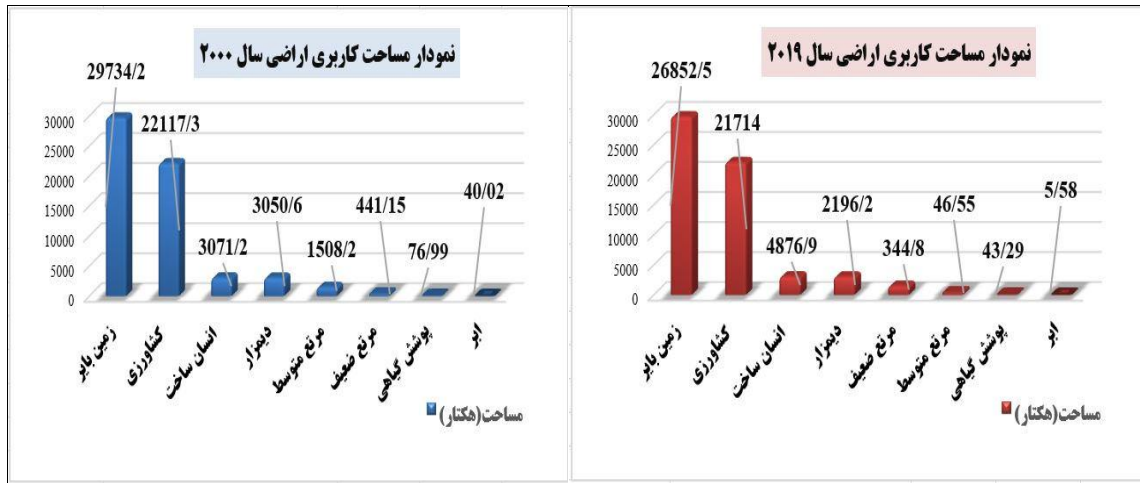 نمودار مساحت کاربری اراضی سال ۲۰۰۰
29734/2
22117/3
3071/2
3050/6
1508/2
441/15
76/99
40/02
30000
25000
20000
15000
10000
5000
0
زمین بایر
کشاورزی
انسان ساخت
دیمزار
مرتع متوسط
مرتع ضعیف
پوشش گیاهی
ابر
مساحت(هکتار)
نمودار مساحت کاربری اراضی سال ۲۰۱۹
26852/5
21714
4876/9
2196/2
344/8
46/55
43/29
5/58
30000
25000
20000
15000
10000
5000
0
زمین بایر
کشاورزی
انسان ساخت
دیمزار
مرتع ضعیف
مرتع متوسط
پوشش گیاهی
ابر
مساحت(هکتار)